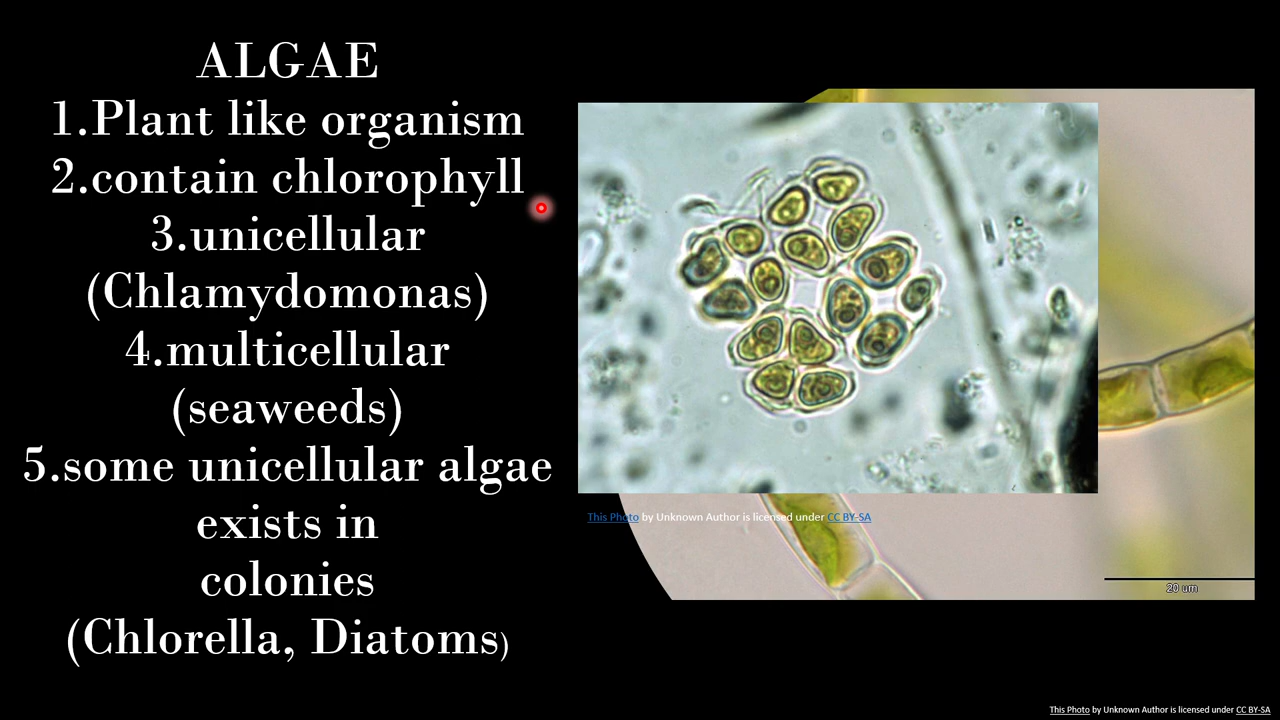 ALGAE
1.Plant like organism
2.contain chlorophyll
3.unicellular
(Chlamydomonas)
4.multicellular
(seaweeds)
5.some unicellular algae
exists in
colonies
(Chlorella, Diatoms)
This Photo by Unknown Author is licensed under CC BY-SA
20 um
This Photo by Unknown Author is licensed under CC BY-SA